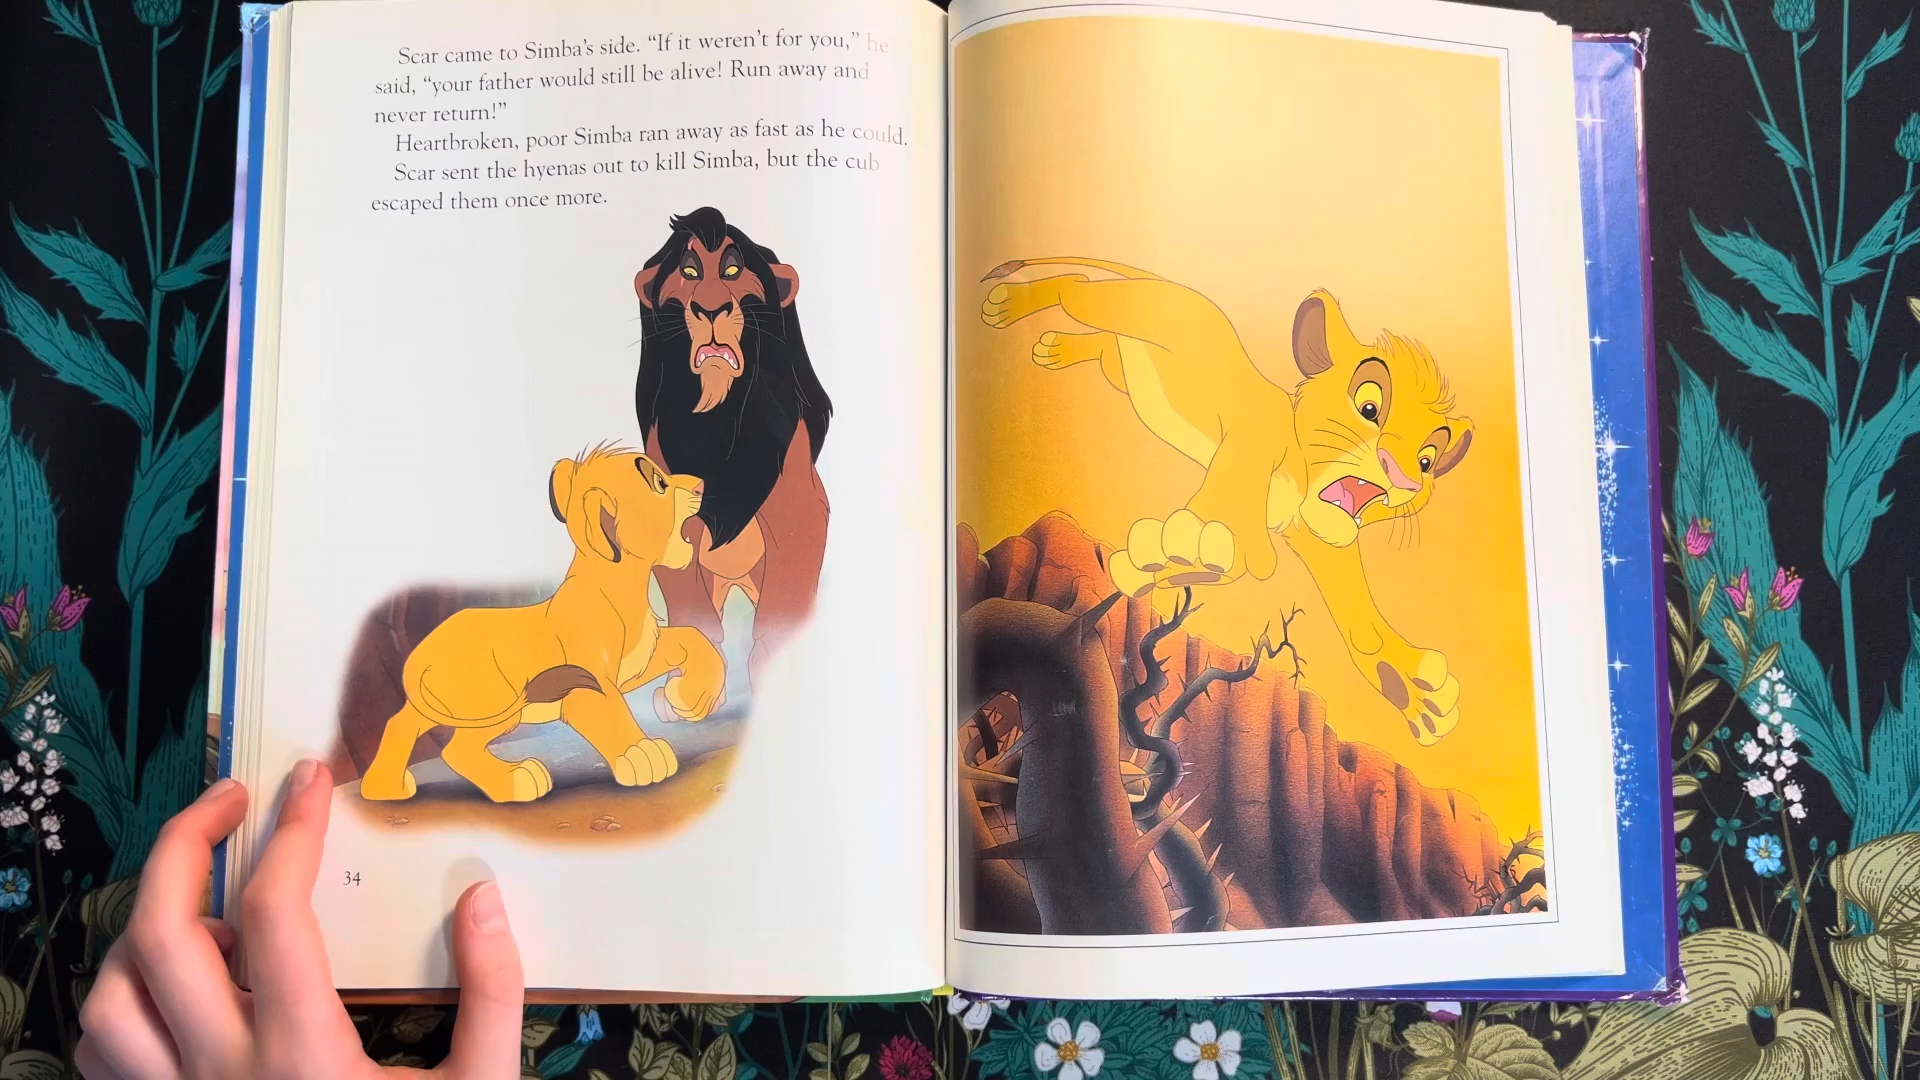 Scar came to Simba's side. “If it weren't for you,” he
said, “your father would still be alive! Run away and
never return!”
Heartbroken, poor Simba ran away as fast as he could.
Scar sent the hyenas out to kill Simba, but the cub
escaped them once more.
34